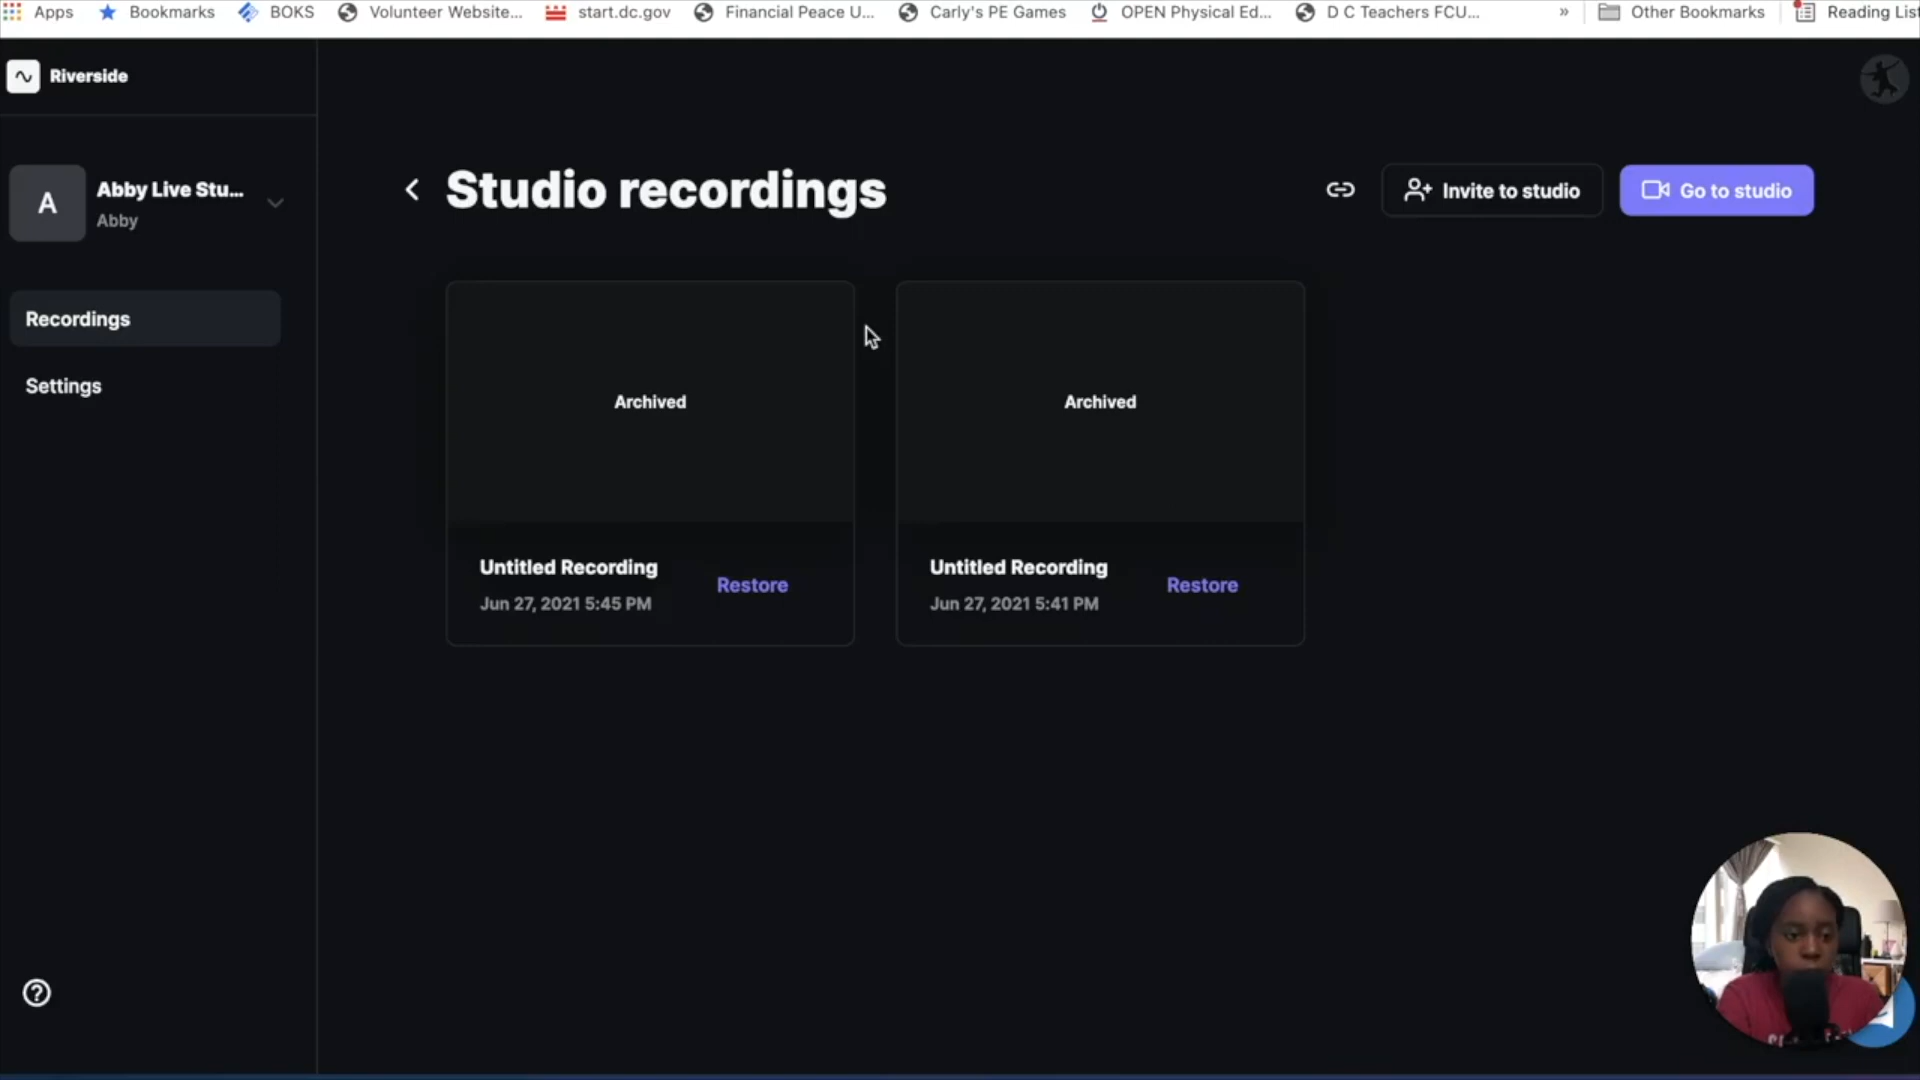 Apps Bookmarks BOKS Volunteer Website... start.dc.gov Financial Peace U... Carly's PE Games OPEN Physical Ed... D C Teachers FCU... » Other Bookmarks Reading List
Riverside
A
Abby Live Stu...
Abby
Studio recordings
Invite to studio
Go to studio
Recordings
Settings
Archived
Archived
Untitled Recording
Jun 27, 2021 5:45 PM
Restore
Untitled Recording
Jun 27, 2021 5:41 PM
Restore